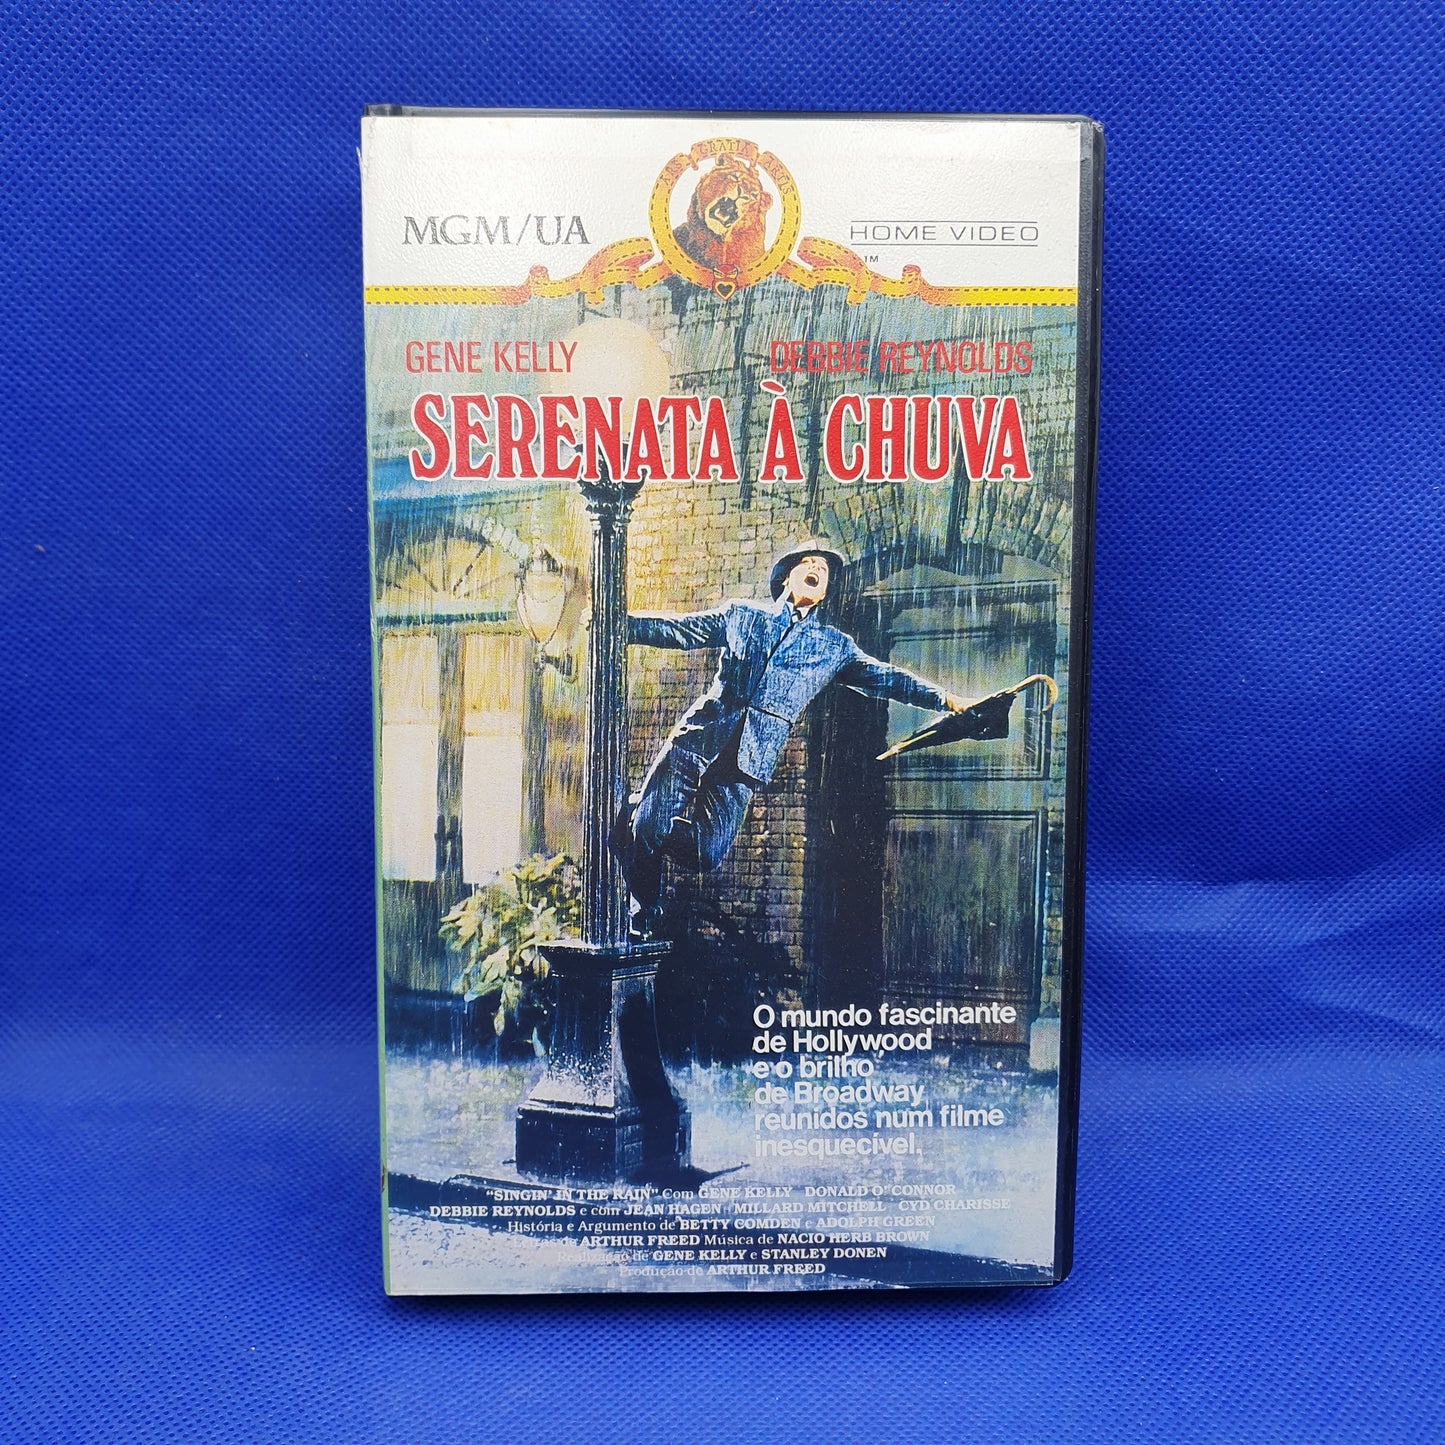 ARS GRATIA ARTIS
MGM/UA
HOME VIDEO
TM
GENE KELLY DEBBIE REYNOLDS
SERENATA À CHUVA
O mundo fascinante
de Hollywood
e o brilho
de Broadway
reunidos num filme
inesquecível.
"SINGIN' IN THE RAIN" Com GENE KELLY DONALD O'CONNOR
DEBBIE REYNOLDS e com JEAN HAGEN MILLARD MITCHELL CYD CHARISSE
História e Argumento de BETTY COMDEN e ADOLPH GREEN
de ARTHUR FREED Música de NACIO HERB BROWN
Realização de GENE KELLY e STANLEY DONEN
Produção de ARTHUR FREED